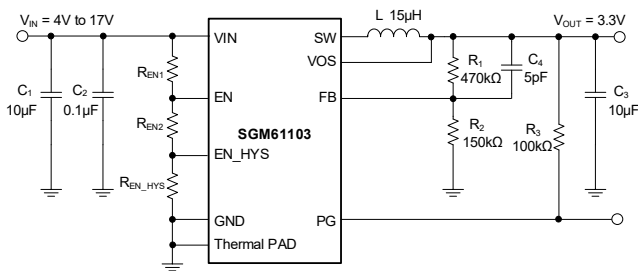 V_IN = 4V to 17V
L 15μH
V_OUT = 3.3V
VIN
SW
VOS
C_1
10μF
C_2
0.1μF
R_EN1
R_1
470kΩ
C_4
5pF
EN
FB
C_3
10μF
SGM61103
R_EN2
R_2
150kΩ
R_3
100kΩ
EN_HYS
R_EN_HYS
GND
PG
Thermal PAD